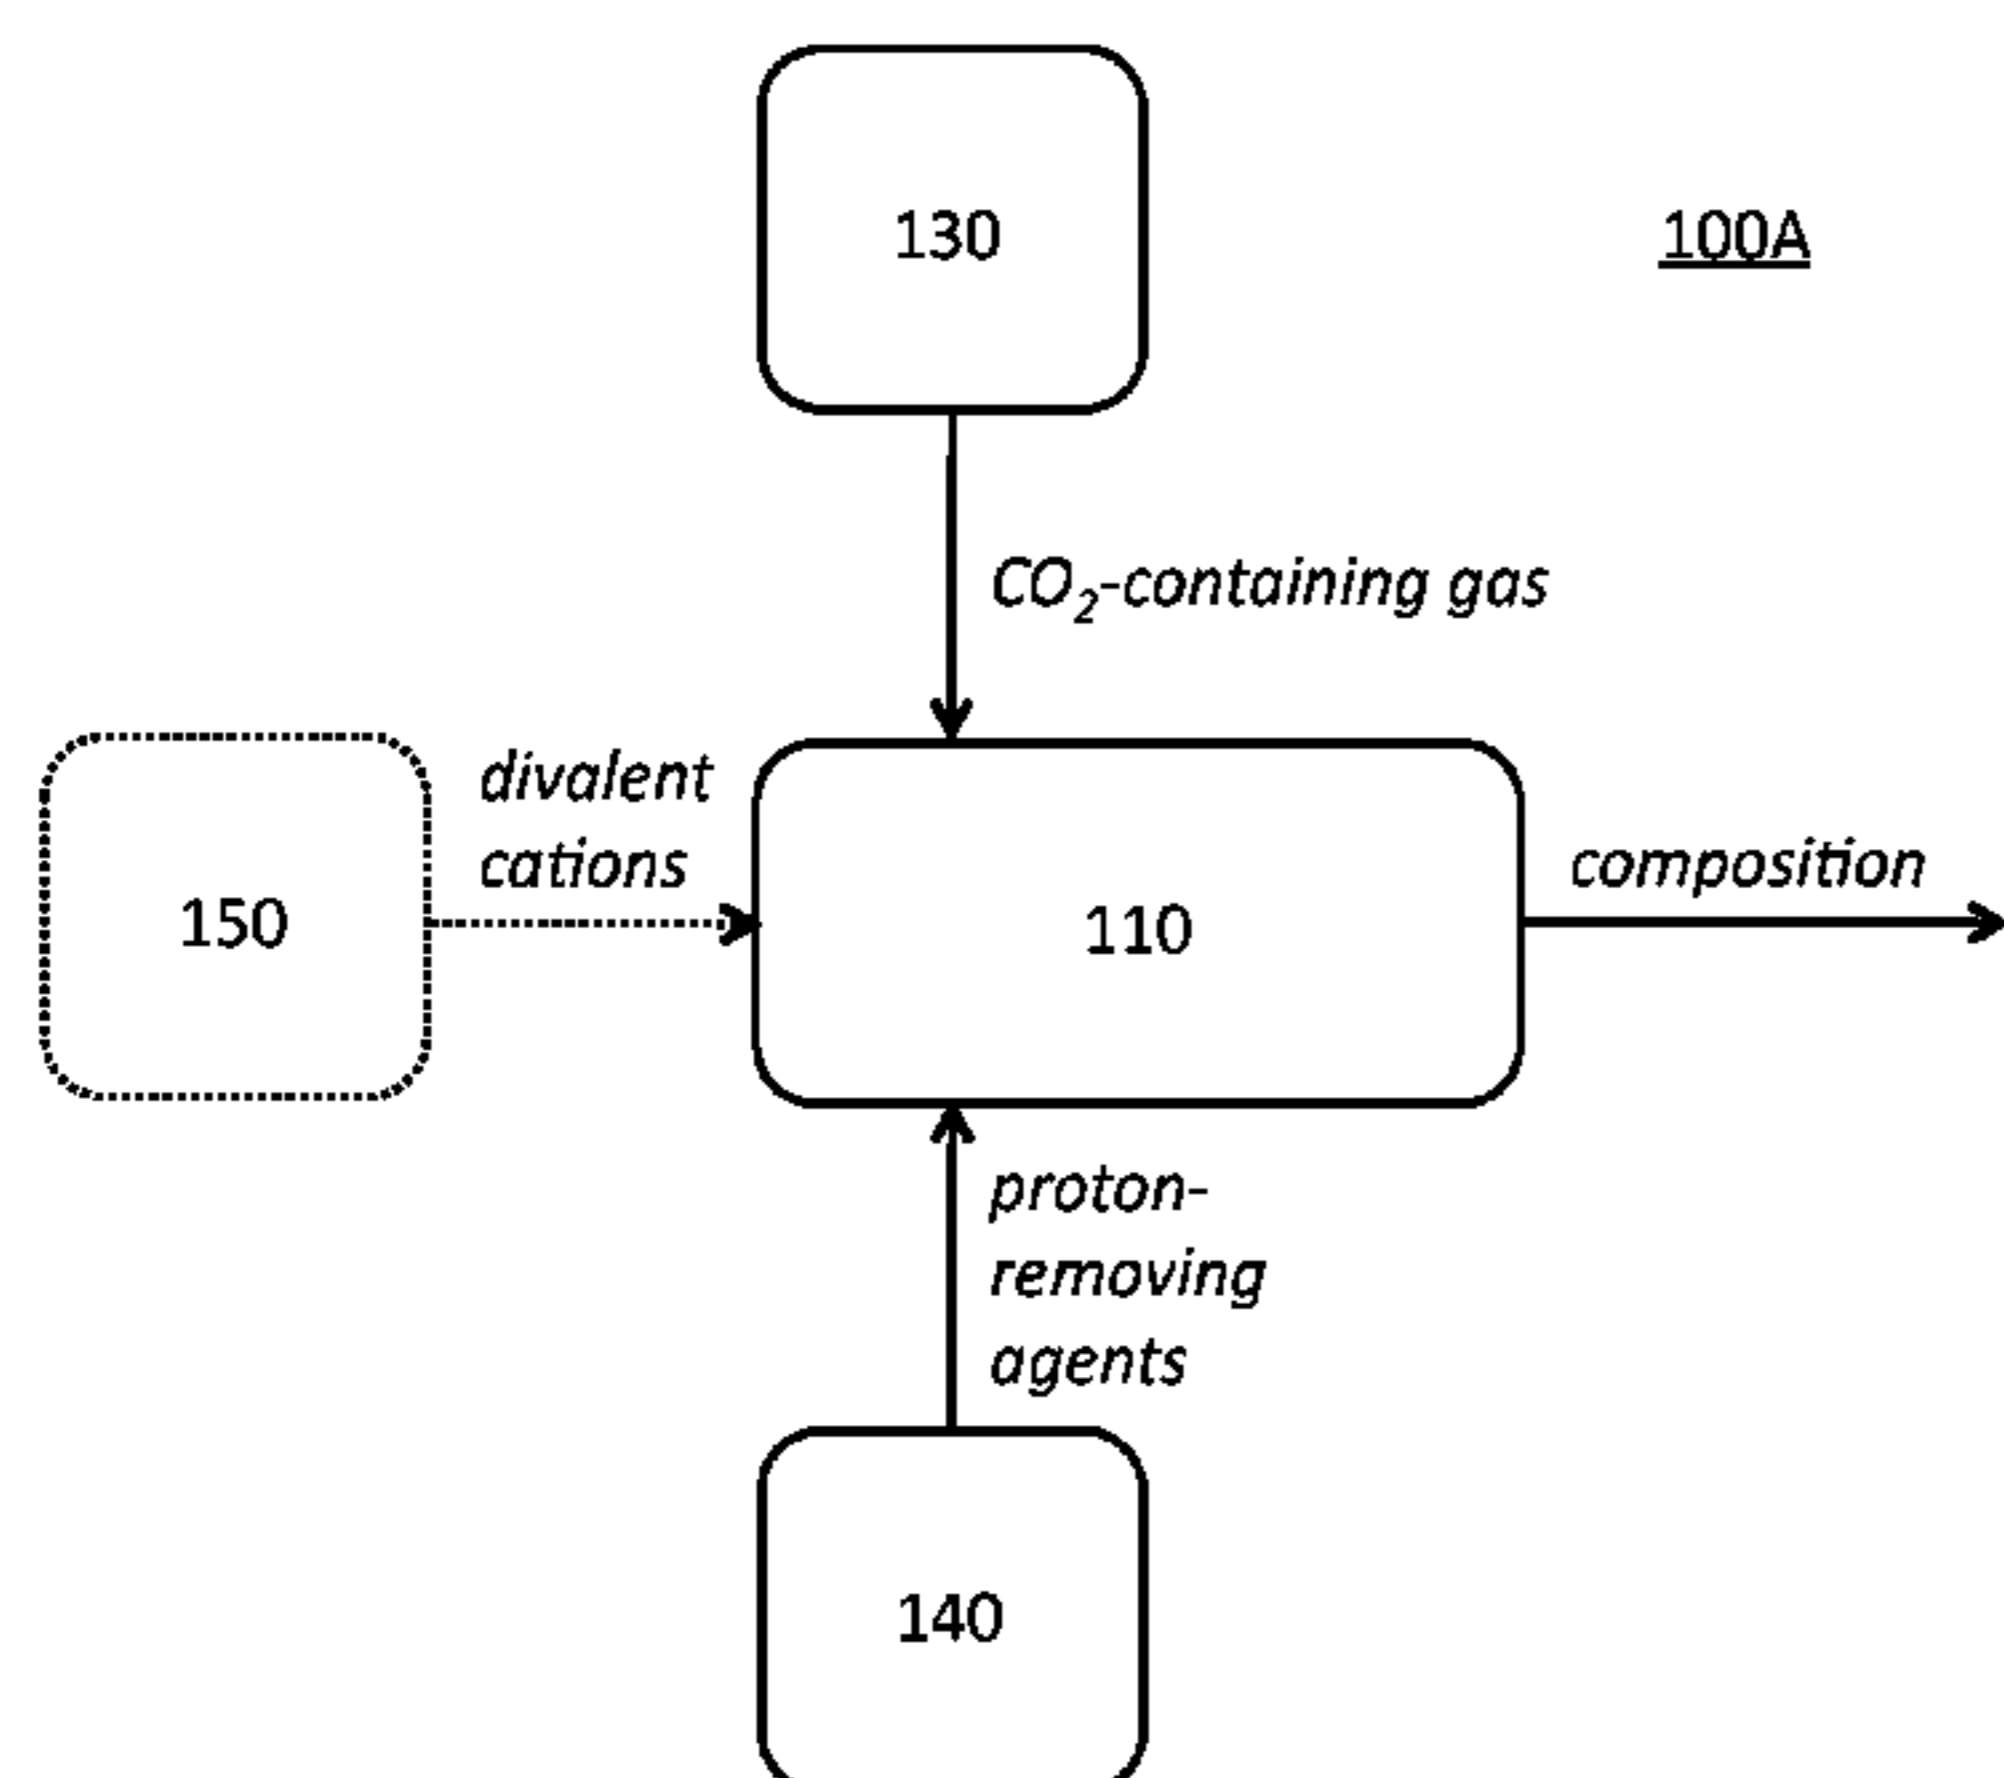 130
100A
CO₂-containing gas
divalent
cations
150
110
composition
proton-
removing
agents
140